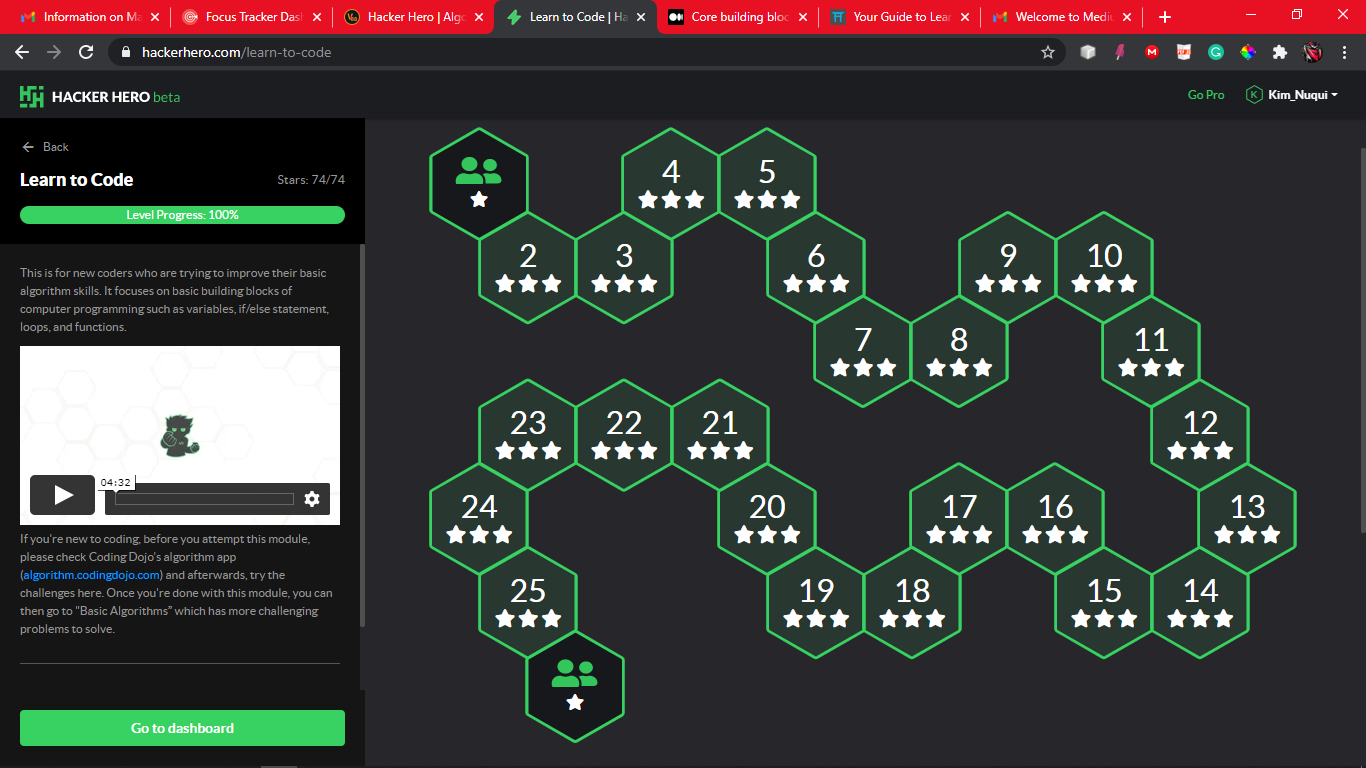 Information on Ma
Focus Tracker Das
Hacker Hero | Algo
Learn to Code | Ha
Core building bloc
Your Guide to Lear
Welcome to Mediu
hackerhero.com/learn-to-code
HACKER HERO beta
Go Pro
K Kim_Nuqui
Back
Learn to Code
Stars: 74/74
Level Progress: 100%
This is for new coders who are trying to improve their basic
algorithm skills. It focuses on basic building blocks of
computer programming such as variables, if/else statement,
loops, and functions.
04:32
If you're new to coding, before you attempt this module,
please check Coding Dojo's algorithm app
(algorithm.codingdojo.com) and afterwards, try the
challenges here. Once you're done with this module, you can
then go to "Basic Algorithms” which has more challenging
problems to solve.
Go to dashboard
4
5
2
3
6
9
10
7
8
11
23
22
21
12
24
20
17
16
13
25
19
18
15
14